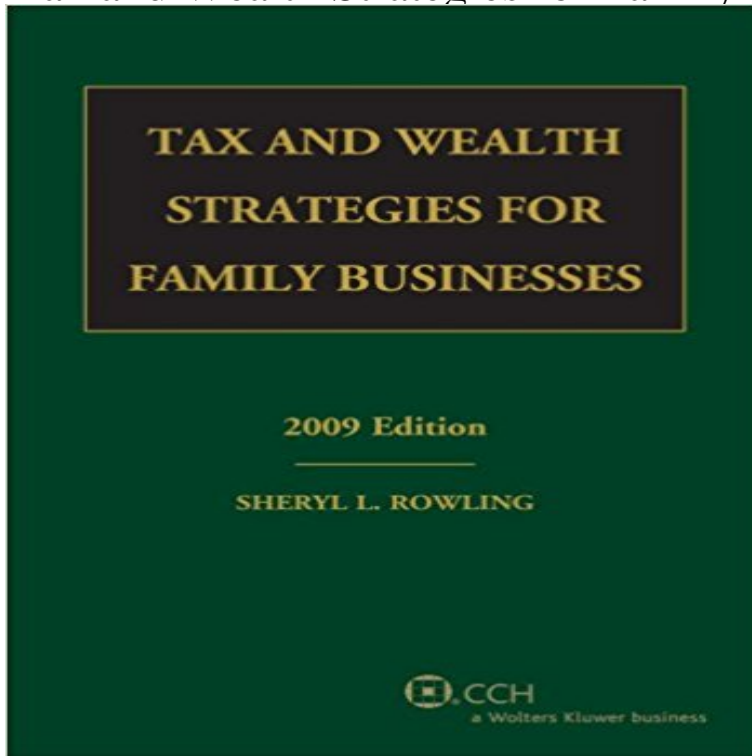 TAX AND WEALTH
STRATEGIES FOR
FAMILY BUSINESSES
2009 Edition
SHERYL L. ROWLING
CCH
a Wolters Kluwer business